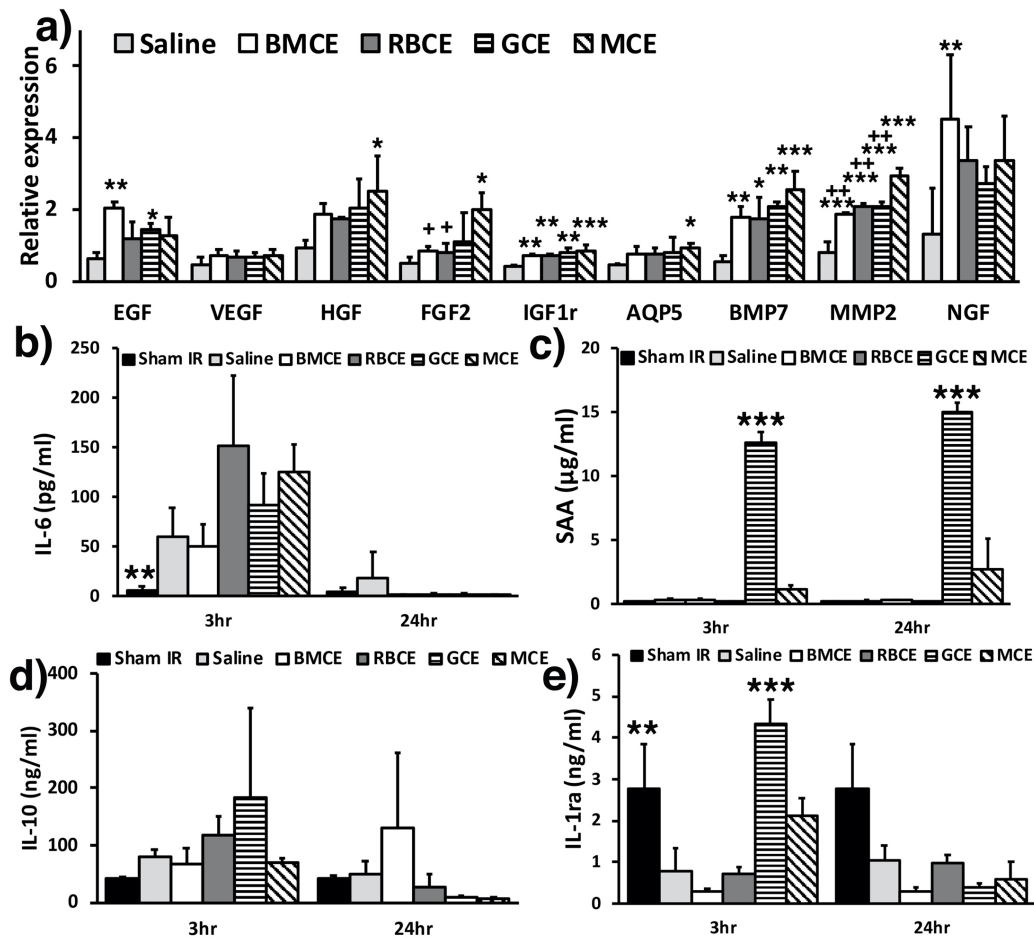 a)
Saline BMCE RBCE GCE MCE
Relative expression
6
4
2
0
** * * + + * ** ** ** *** * ** * ** *** ++ *** ++ *** ++ *** *** **
EGF VEGF HGF FGF2 IGF1r AQP5 BMP7 MMP2 NGF
b)
Sham IR Saline BMCE RBCE GCE MCE
IL-6 (pg/ml)
250
200
150
100
50
0
**
3hr 24hr
c)
Sham IR Saline BMCE RBCE GCE MCE
SAA (µg/ml)
20
15
10
5
0
*** ***
3hr 24hr
d)
Sham IR Saline BMCE RBCE GCE MCE
IL-10 (ng/ml)
400
300
200
100
0
3hr 24hr
e)
Sham IR Saline BMCE RBCE GCE MCE
IL-1ra (ng/ml)
6
5
4
3
2
1
0
** ***
3hr 24hr